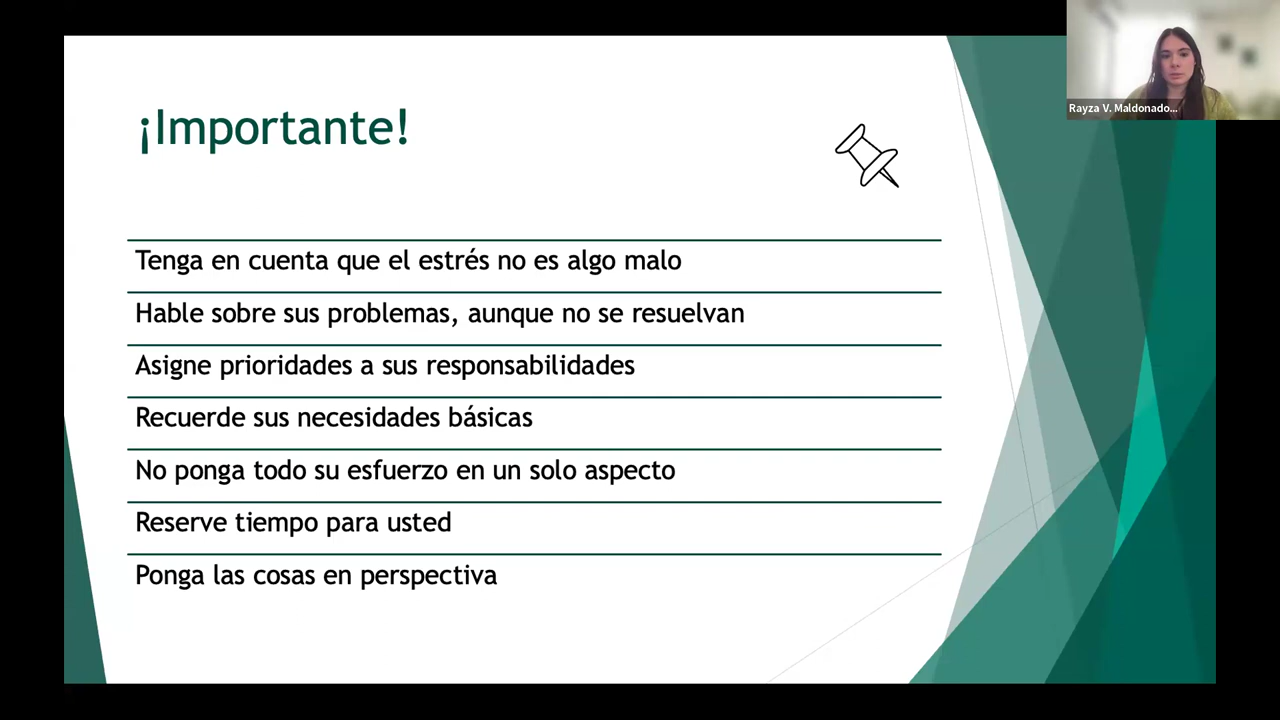 ¡Importante!
Tenga en cuenta que el estrés no es algo malo
Hable sobre sus problemas, aunque no se resuelvan
Asigne prioridades a sus responsabilidades
Recuerde sus necesidades básicas
No ponga todo su esfuerzo en un solo aspecto
Reserve tiempo para usted
Ponga las cosas en perspectiva
Rayza V. Maldonado...